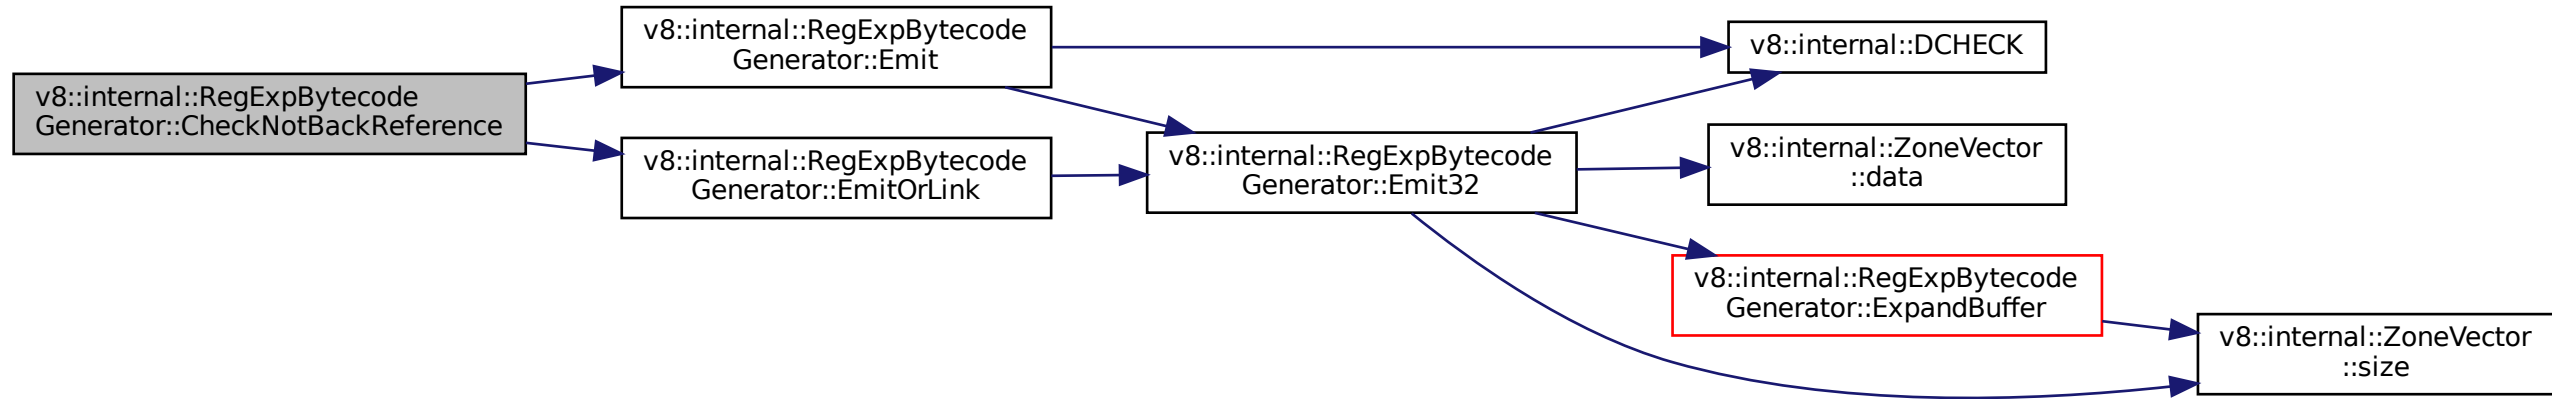 v8::internal::RegExpBytecode
Generator::CheckNotBackReference
v8::internal::RegExpBytecode
Generator::Emit
v8::internal::RegExpBytecode
Generator::EmitOrLink
v8::internal::RegExpBytecode
Generator::Emit32
v8::internal::DCHECK
v8::internal::ZoneVector
::data
v8::internal::RegExpBytecode
Generator::ExpandBuffer
v8::internal::ZoneVector
::size